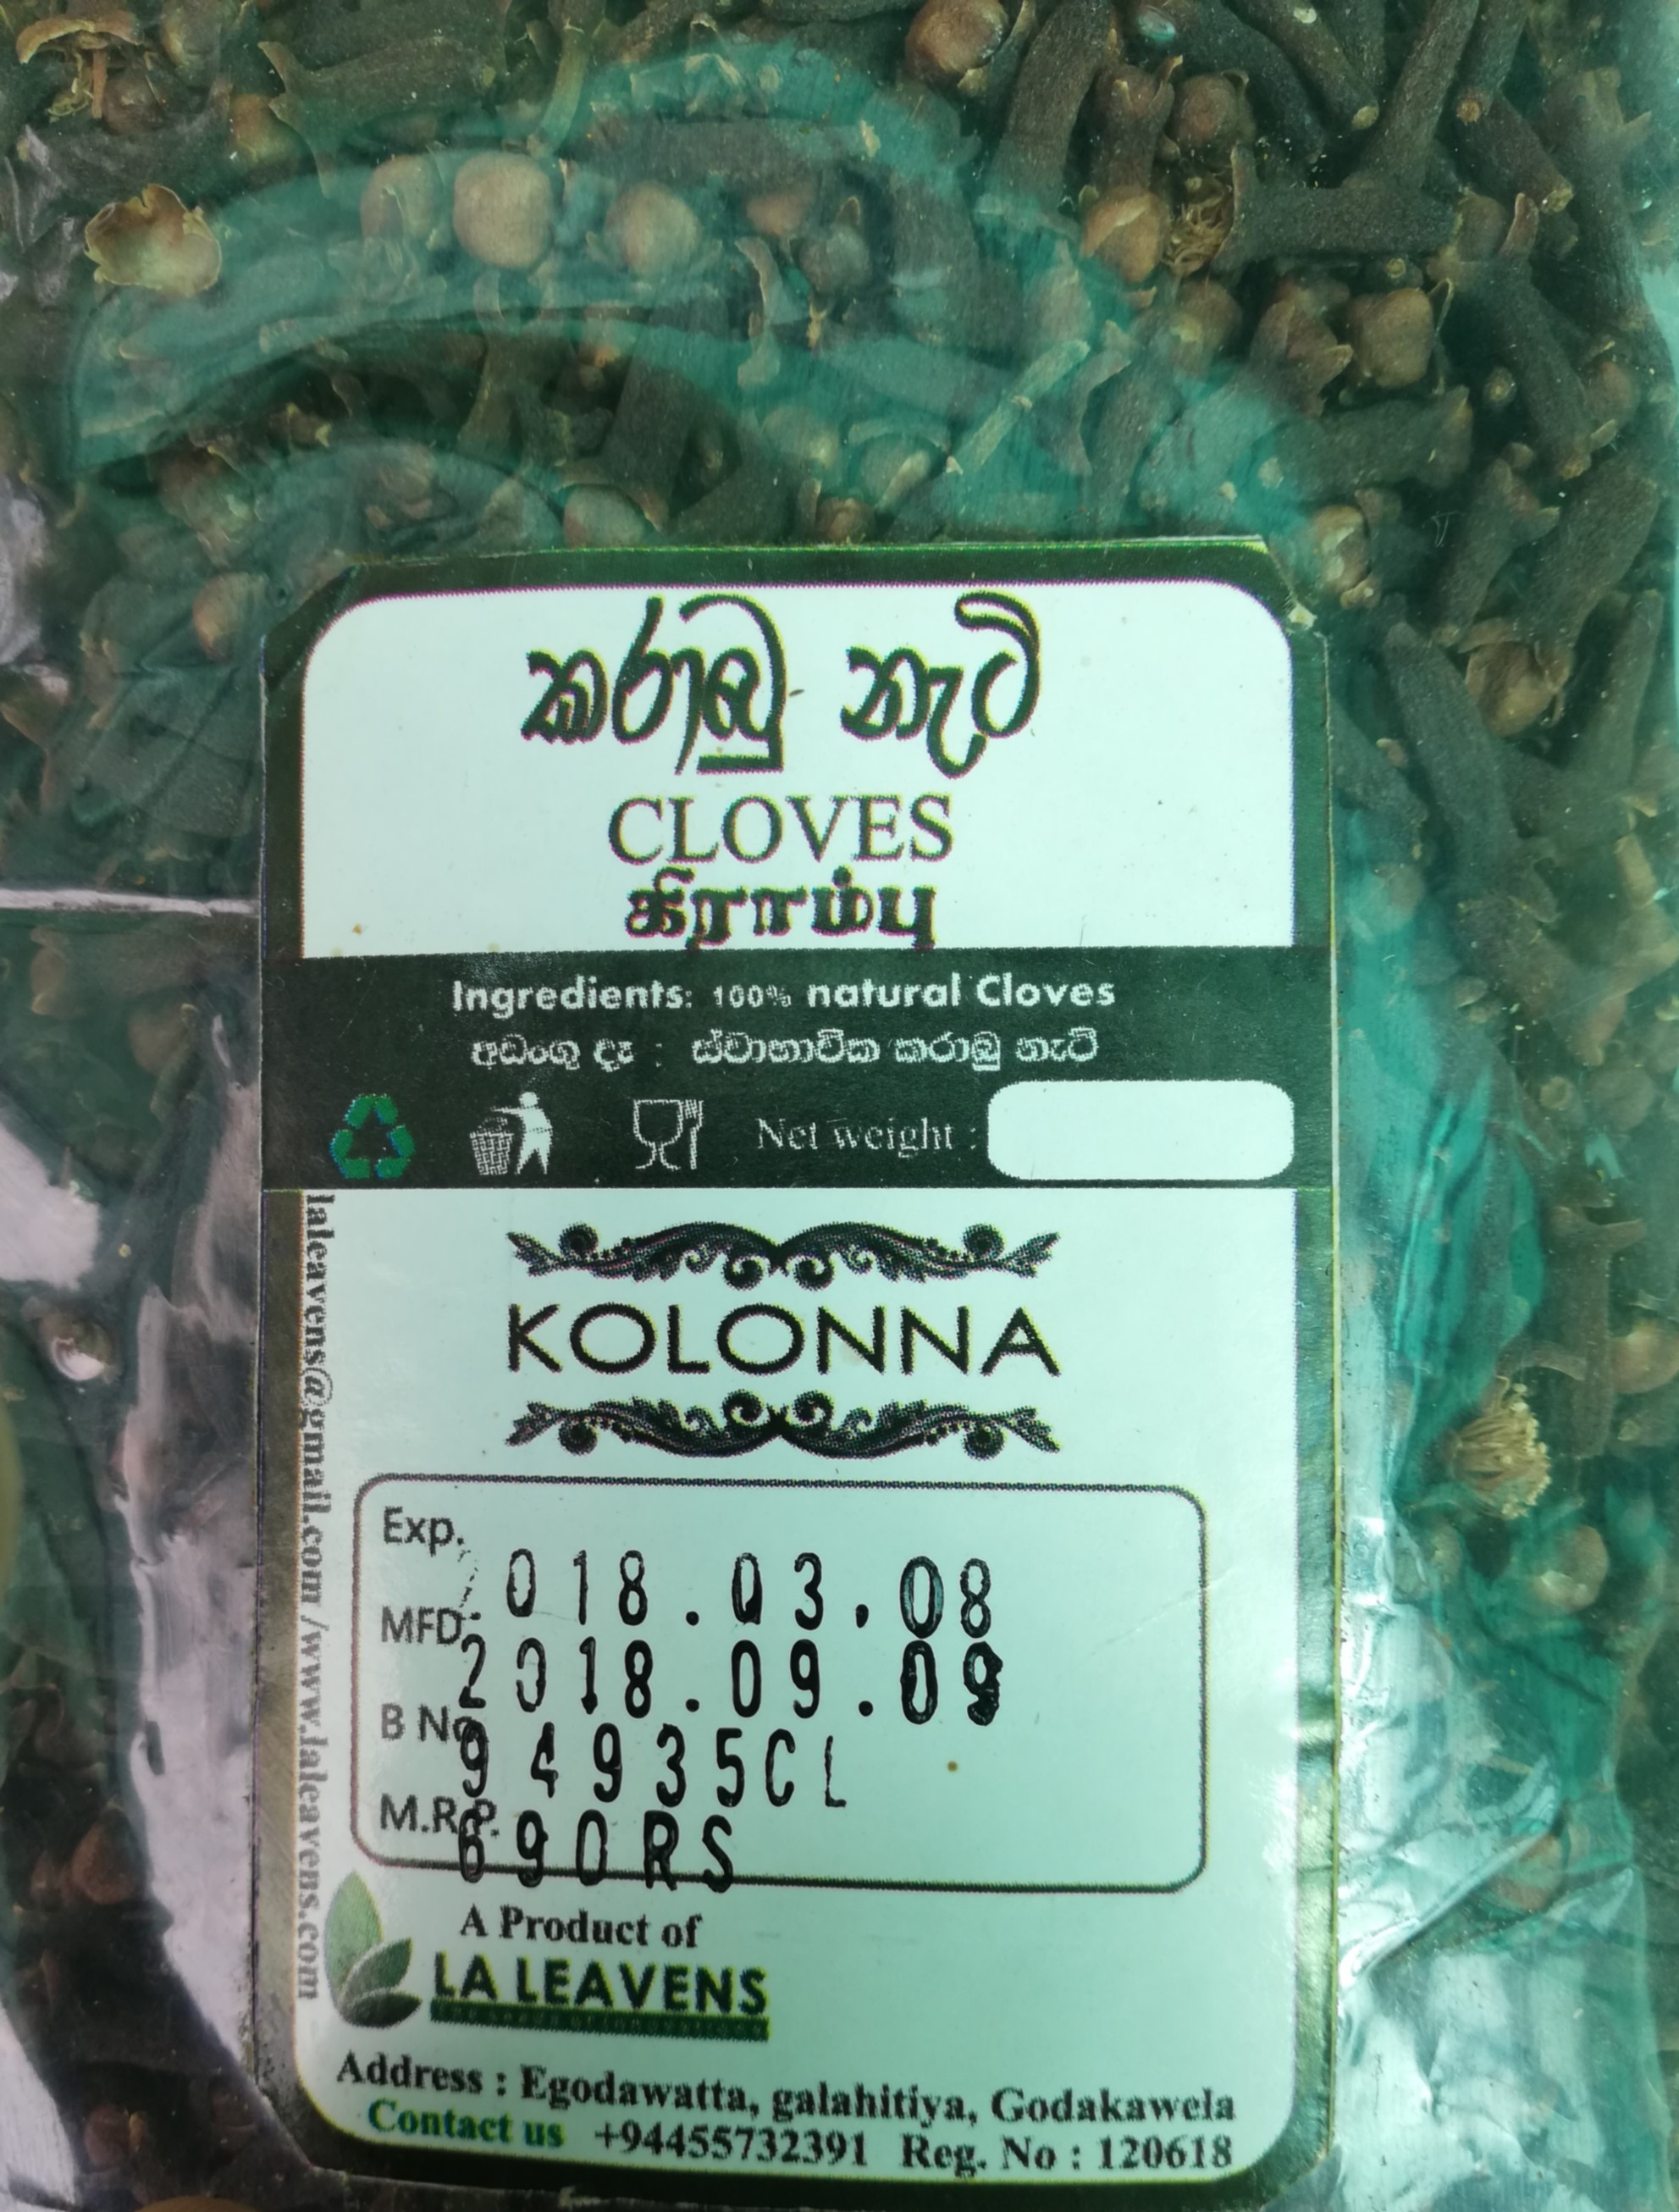 කරාබු නැටි
CLOVES
கிராம்பு
Ingredients: 100% natural Cloves
අඩංගු දෑ : ස්වාභාවික කරාබු නැටි
Net weight :
KOLONNA
Exp.
2018.03.08
MFD.
2018.09.09
B No
94935CL
M.R.P.
690RS
A Product of
LA LEAVENS
Address : Egodawatta, galahitiya, Godakawela
Contact us +94455732391 Reg. No : 120618
laleavens@gmail.com /www.laleavens.com